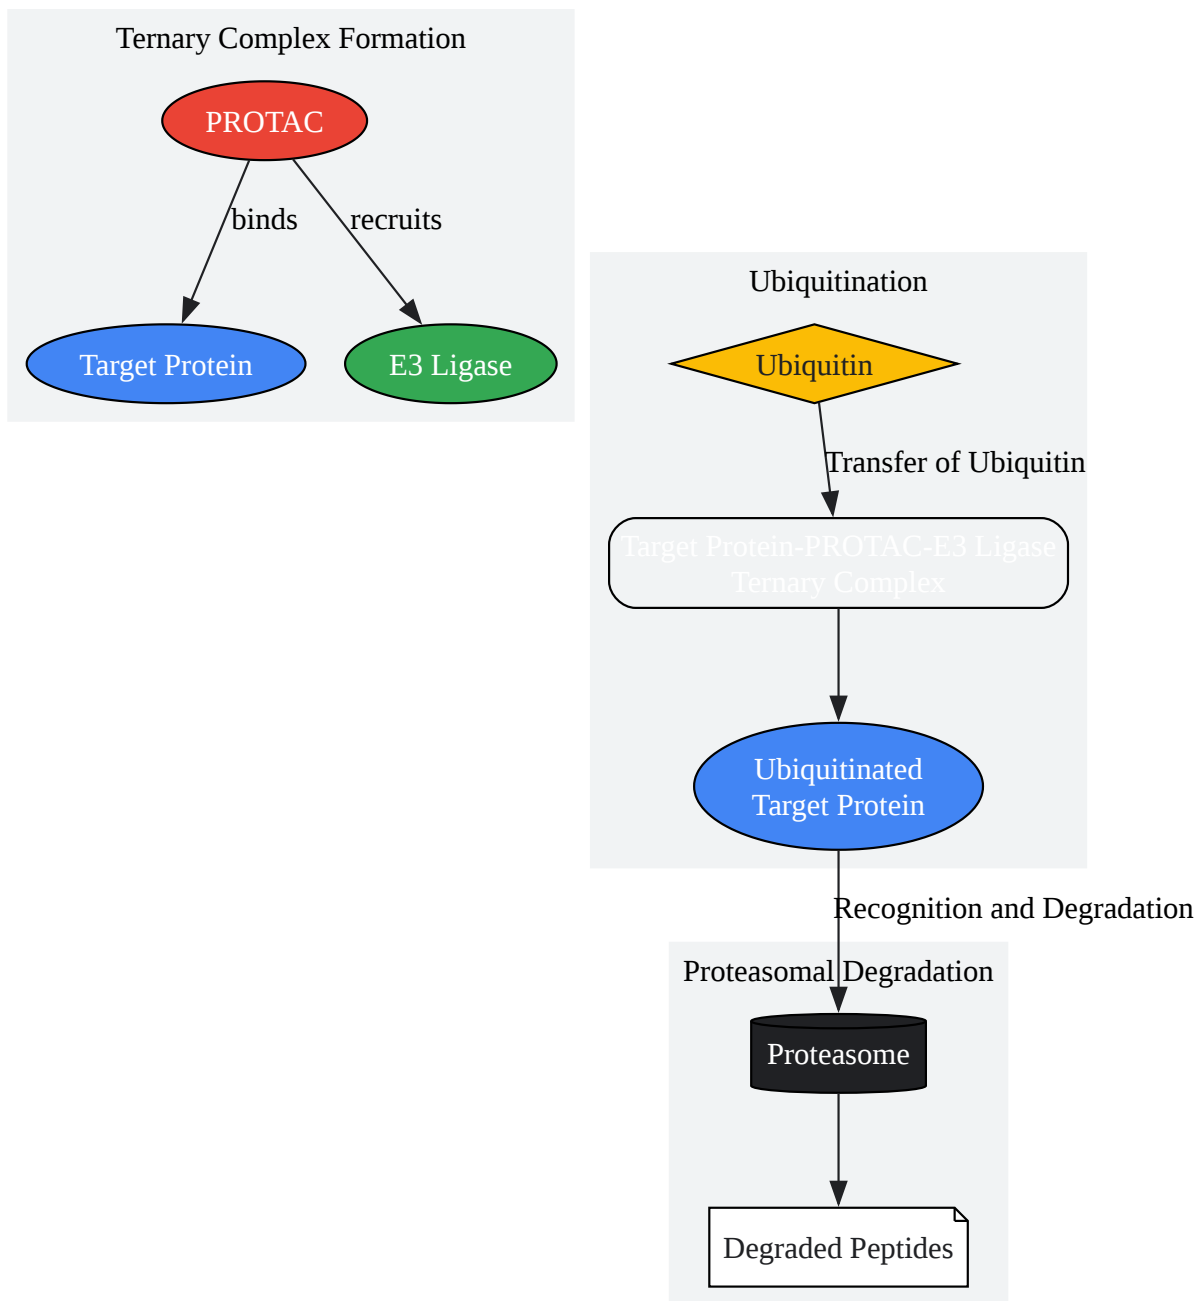 Ternary Complex Formation
PROTAC
binds
recruits
Target Protein
E3 Ligase
Ubiquitination
Ubiquitin
Transfer of Ubiquitin
Target Protein-PROTAC-E3 Ligase
Ternary Complex
Ubiquitinated
Target Protein
Recognition and Degradation
Proteasomal Degradation
Proteasome
Degraded Peptides